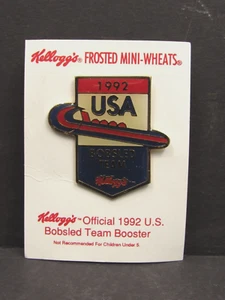 Kellogg's® FROSTED MINI-WHEATS®
1992
USA
BOBSLED
TEAM
Kellogg's
Kellogg's™ Official 1992 U.S.
Bobsled Team Booster
Not Recommended For Children Under 8.